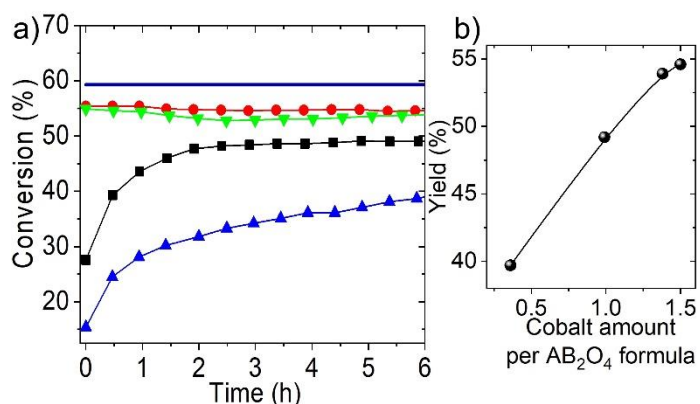 a)
70
60
50
40
30
20
Conversion (%)
0 1 2 3 4 5 6
Time (h)
b)
55
50
45
40
Yield (%)
0.5 1.0 1.5
Cobalt amount
per AB₂O₄ formula